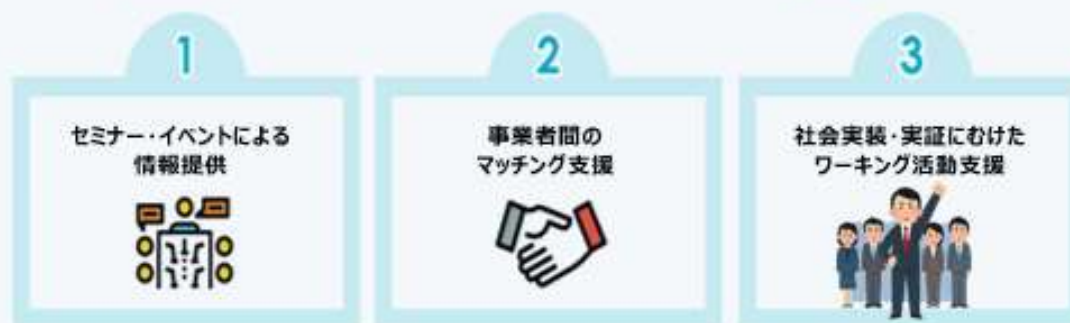 1
セミナー・イベントによる
情報提供
2
事業者間の
マッチング支援
3
社会実装・実証にむけた
ワーキング活動支援